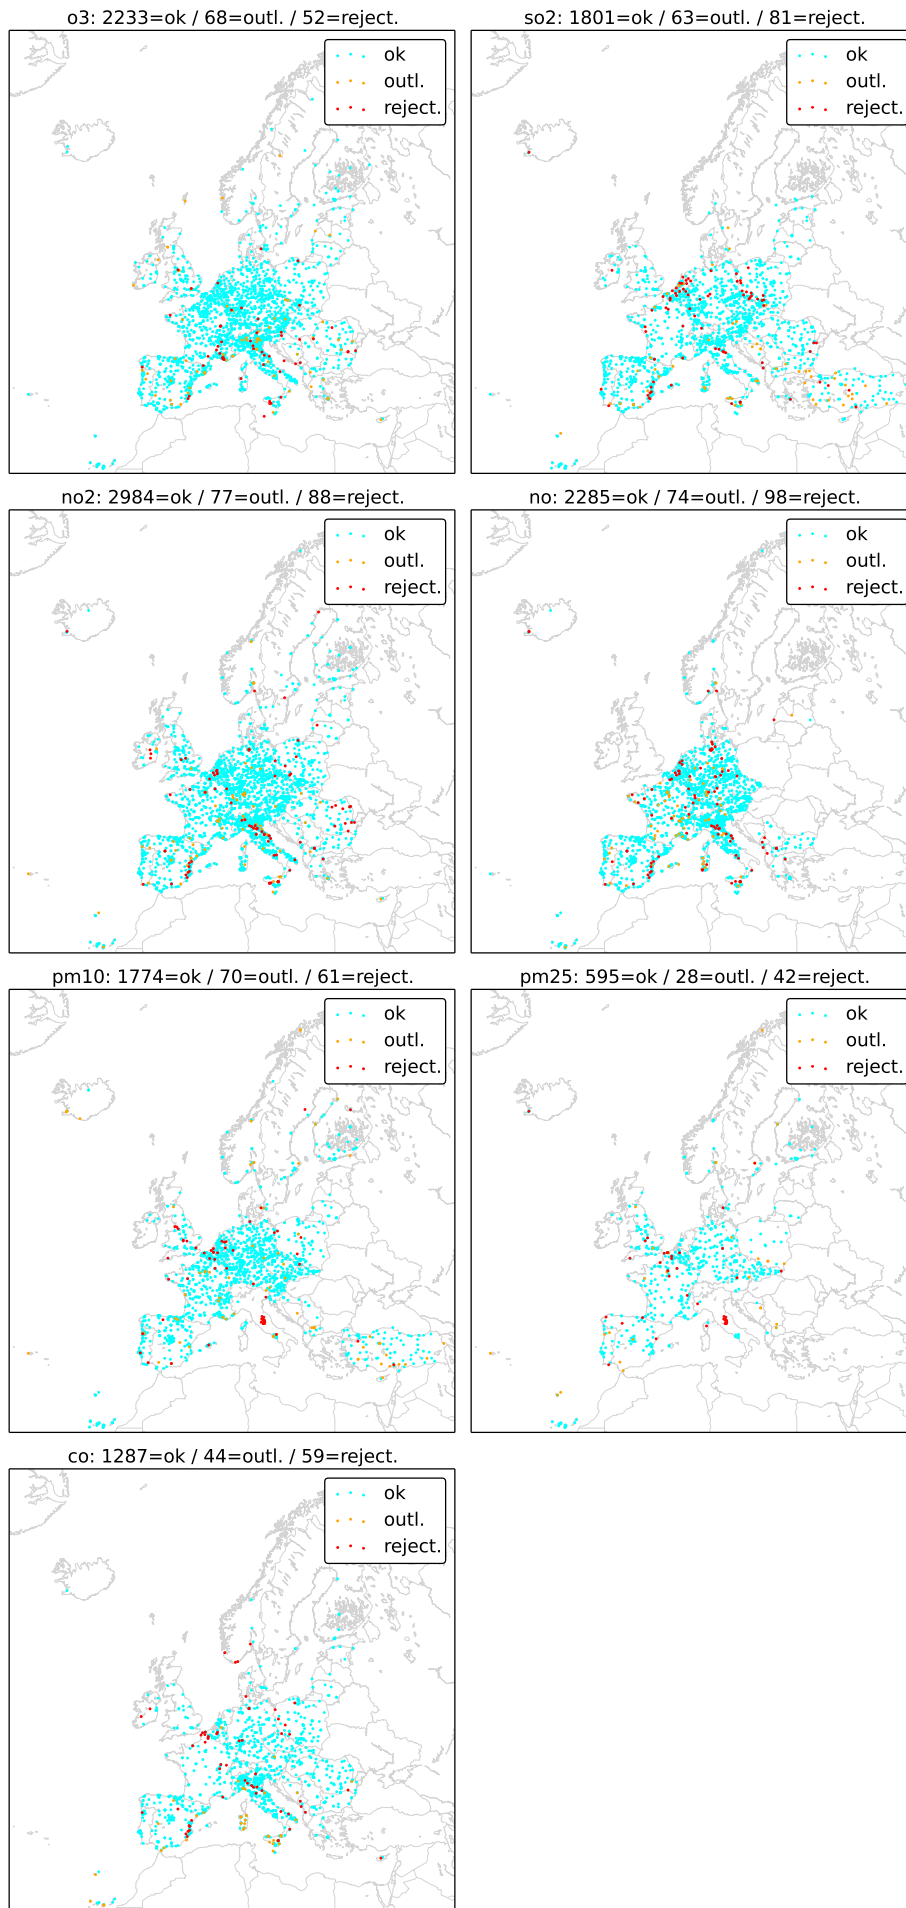 o3: 2233=ok / 68=outl. / 52=reject.
ok
outl.
reject.
so2: 1801=ok / 63=outl. / 81=reject.
ok
outl.
reject.
no2: 2984=ok / 77=outl. / 88=reject.
ok
outl.
reject.
no: 2285=ok / 74=outl. / 98=reject.
ok
outl.
reject.
pm10: 1774=ok / 70=outl. / 61=reject.
ok
outl.
reject.
pm25: 595=ok / 28=outl. / 42=reject.
ok
outl.
reject.
co: 1287=ok / 44=outl. / 59=reject.
ok
outl.
reject.